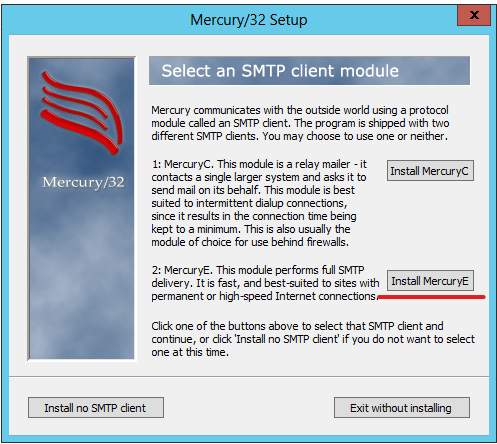 Mercury/32 Setup
x
Select an SMTP client module
Mercury communicates with the outside world using a protocol
module called an SMTP client. The program is shipped with two
different SMTP clients. You may choose to use one or neither.
1: MercuryC. This module is a relay mailer - it
contacts a single larger system and asks it to
send mail on its behalf. This module is best
suited to intermittent dialup connections,
since it results in the connection time being
kept to a minimum. This is also usually the
module of choice for use behind firewalls.
Install MercuryC
Mercury/32
2: MercuryE. This module performs full SMTP
delivery. It is fast, and best-suited to sites with
permanent or high-speed Internet connections.
Install MercuryE
Click one of the buttons above to select that SMTP client and
continue, or click 'Install no SMTP client' if you do not want to select
one at this time.
Install no SMTP client
Exit without installing